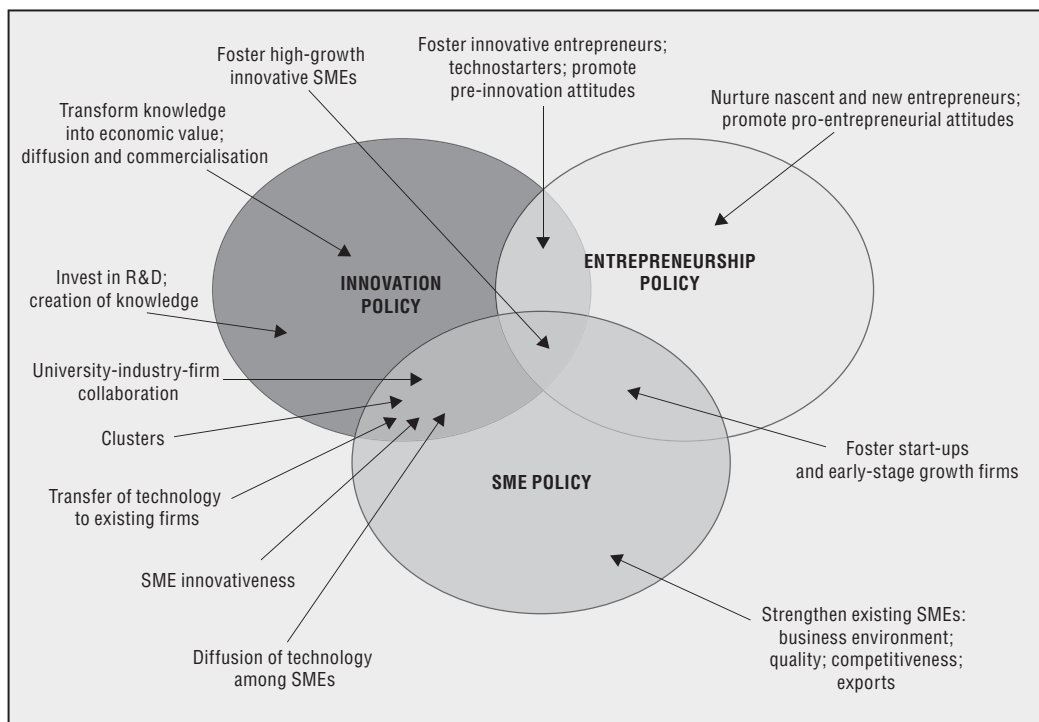 Foster high-growth
innovative SMEs
Foster innovative entrepreneurs;
technostarters; promote
pre-innovation attitudes
Nurture nascent and new entrepreneurs;
promote pro-entrepreneurial attitudes
Transform knowledge
into economic value;
diffusion and commercialisation
Invest in R&D;
creation of knowledge
INNOVATION
POLICY
ENTREPRENEURSHIP
POLICY
University-industry-firm
collaboration
Clusters
Transfer of technology
to existing firms
SME innovativeness
Diffusion of technology
among SMEs
SME POLICY
Foster start-ups
and early-stage growth firms
Strengthen existing SMEs:
business environment;
quality; competitiveness;
exports